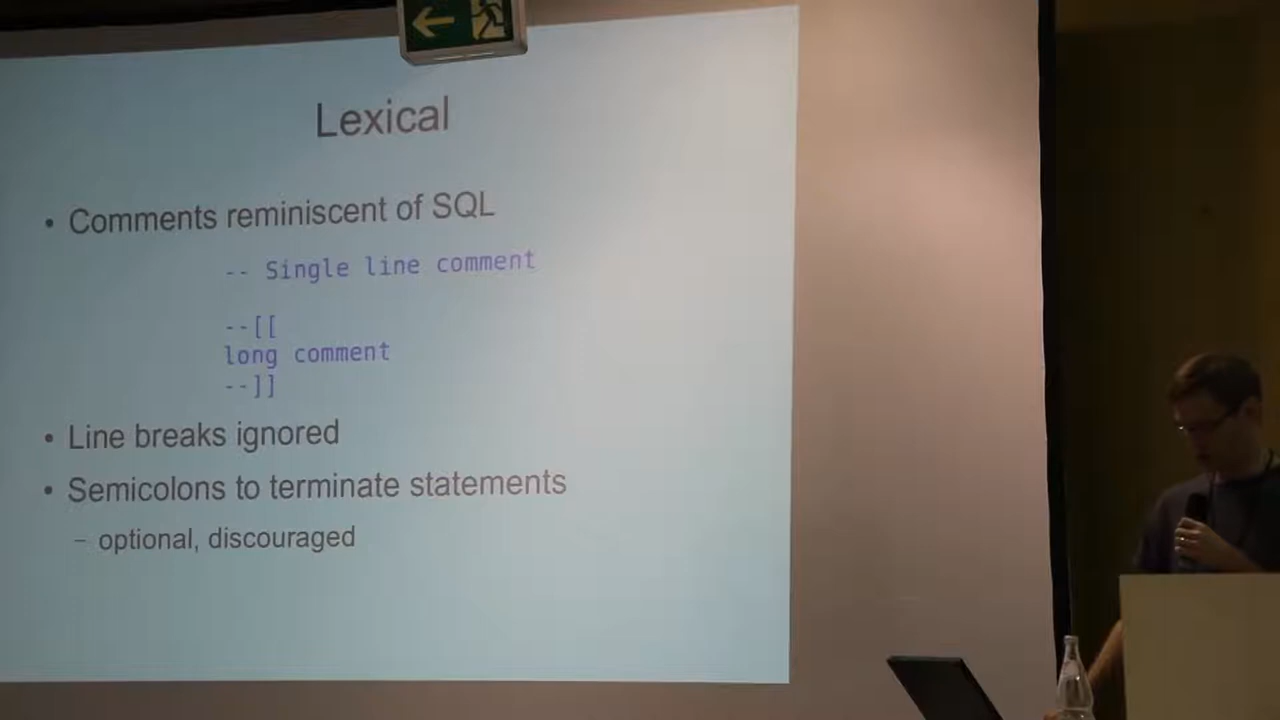 Lexical
• Comments reminiscent of SQL
-- Single line comment
--[[
long comment
--]]
• Line breaks ignored
• Semicolons to terminate statements
– optional, discouraged